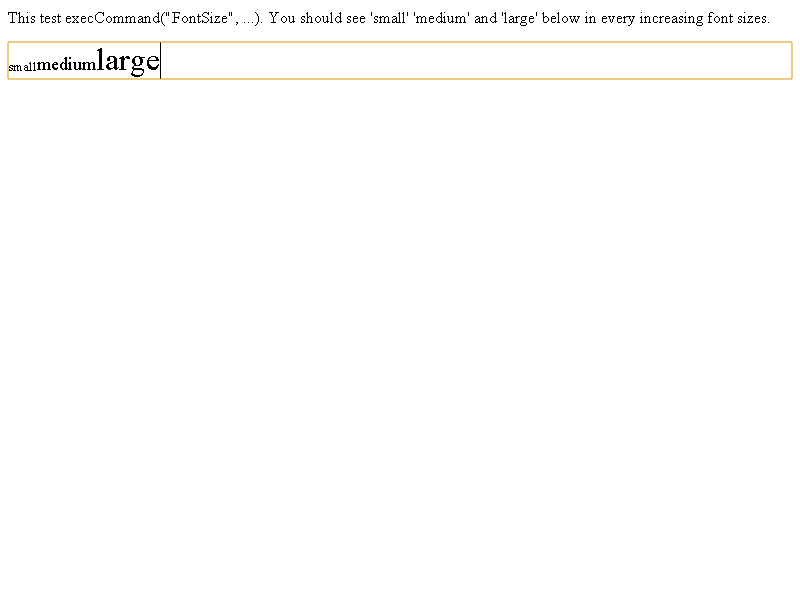 This test execCommand("FontSize", ...). You should see 'small' 'medium' and 'large' below in every increasing font sizes.
smallmediumlarge